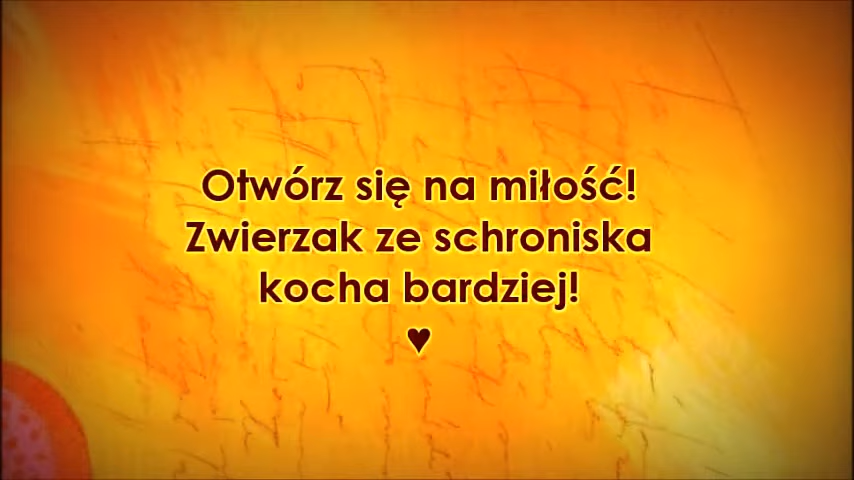 Otwórz się na miłość!
Zwierzak ze schroniska
kocha bardziej!
♥